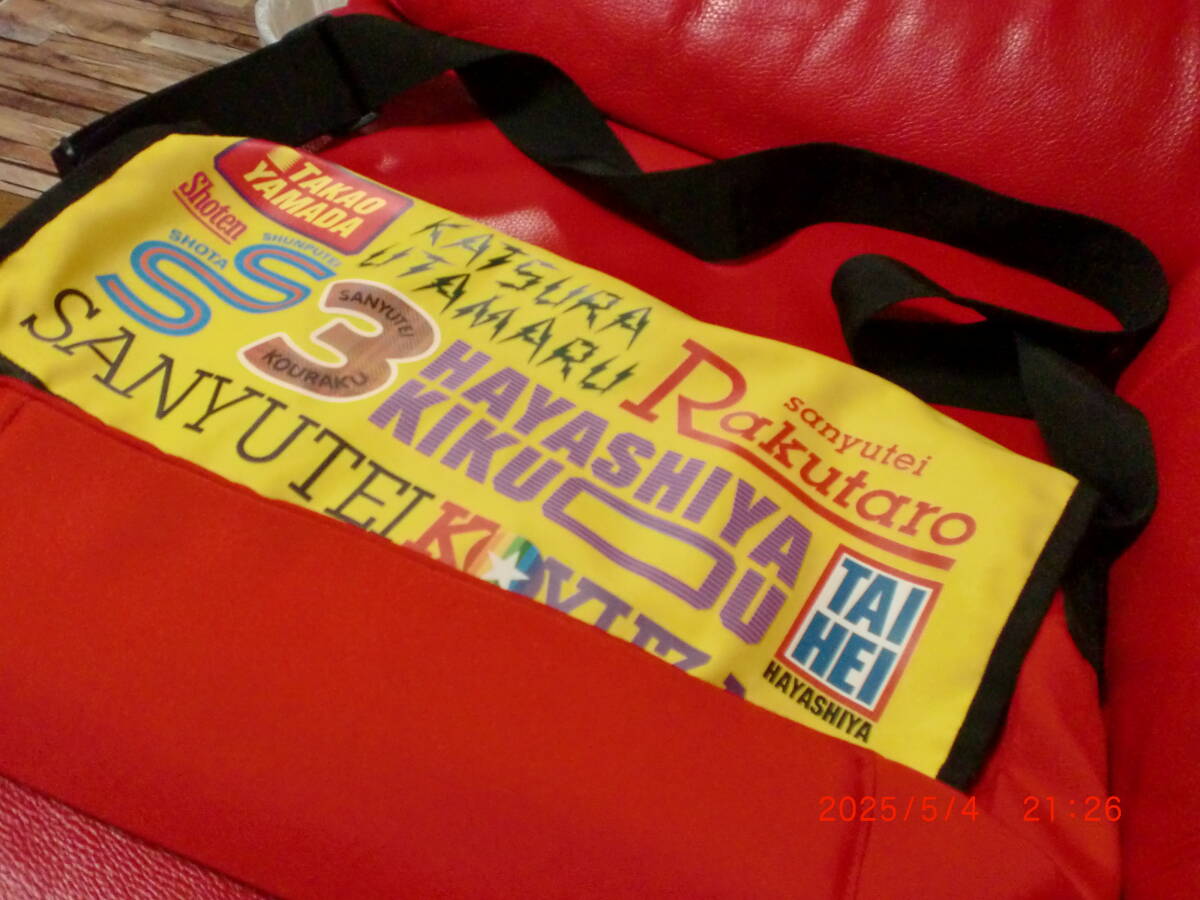 TAKAO
YAMADA
Shoten
SHOTA
SHUNPUTEI
SS
SANYUTEI
3
KOURAKU
KATSURA
UTAMARU
SANYUTEI
HAYASHIYA
KIKUOU
sanyutei
Rakutaro
TAI
HEI
HAYASHIYA
2025/5/4 21:26